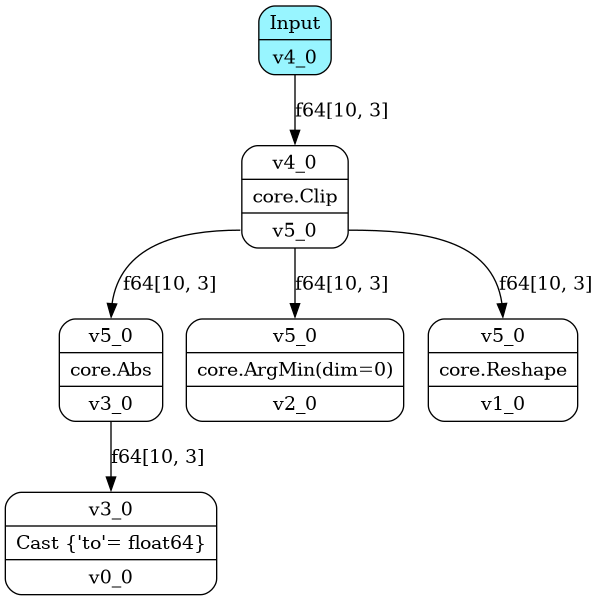 Input
v4_0
f64[10, 3]
v4_0
core.Clip
v5_0
f64[10, 3]
f64[10, 3]
f64[10, 3]
v5_0
core.Abs
v3_0
v5_0
core.ArgMin(dim=0)
v2_0
v5_0
core.Reshape
v1_0
f64[10, 3]
v3_0
Cast {'to'= float64}
v0_0